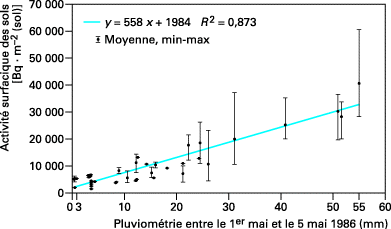 Activité surfacique des sols
[Bq · m⁻² (sol)]
70 000
60 000
50 000
40 000
30 000
20 000
10 000
0
y = 558 x + 1984 R² = 0,873
Moyenne, min-max
0 3 10 20 30 40 50 55 60
Pluviométrie entre le 1er mai et le 5 mai 1986 (mm)